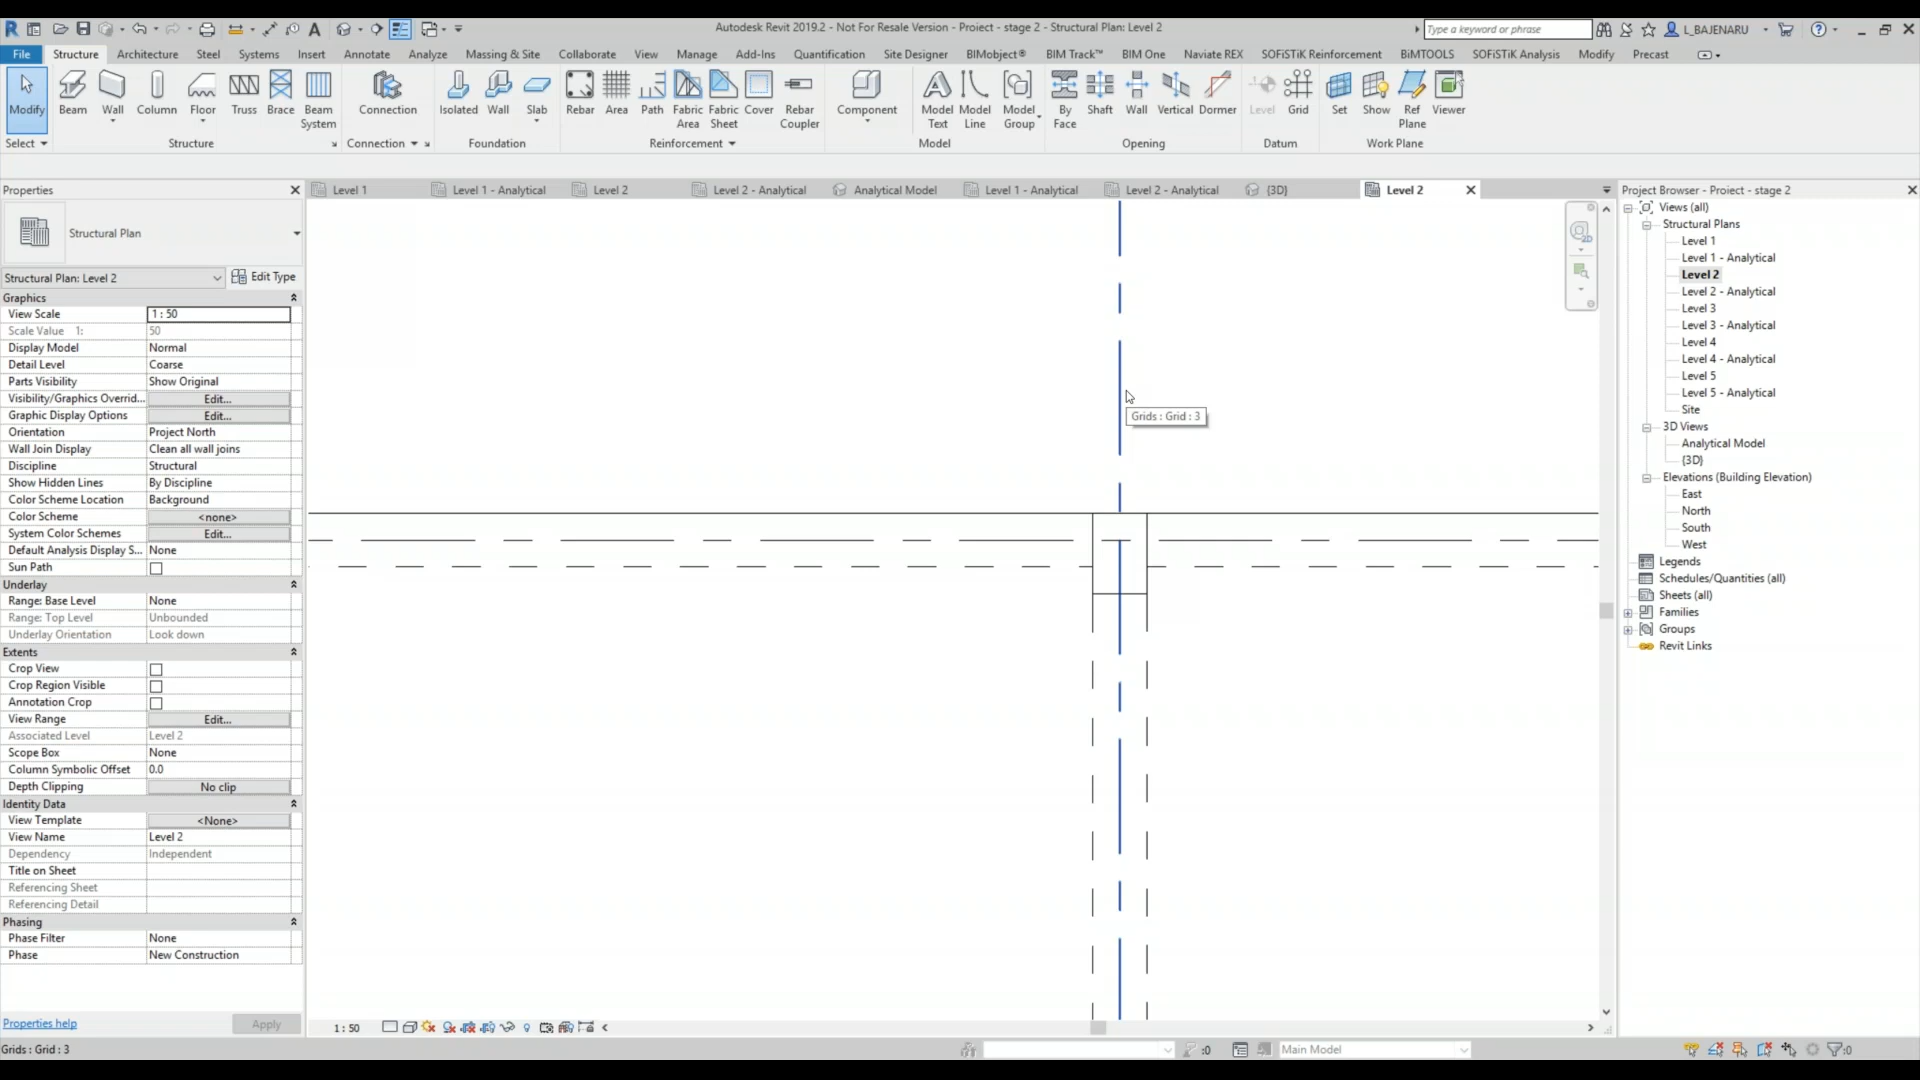 Autodesk Revit 2019.2 - Not For Resale Version - Project - stage 2 - Structural Plan: Level 2
Type a keyword or phrase
L_BAJENARU
File Structure Architecture Steel Systems Insert Annotate Analyze Massing & Site Collaborate View Manage Add-Ins Quantification Site Designer BIMobject® BIM Track™ BIM One Naviate REX SOFiSTiK Reinforcement BiMTOOLS SOFiSTiK Analysis Modify Precast
Modify Beam Wall Column Floor Truss Brace Beam System Connection Isolated Wall Slab Rebar Area Path Fabric Area Fabric Sheet Cover Rebar Coupler Component Model Text Model Line Model Group By Face Shaft Wall Vertical Dormer Level Grid Set Show Ref Plane Viewer
Select Structure Connection Foundation Reinforcement Model Opening Datum Work Plane
Properties
Level 1 Level 1 - Analytical Level 2 Level 2 - Analytical Analytical Model Level 1 - Analytical Level 2 - Analytical {3D} Level 2
Structural Plan
Structural Plan: Level 2 Edit Type
Graphics
View Scale 1 : 50
Scale Value 1: 50
Display Model Normal
Detail Level Coarse
Parts Visibility Show Original
Visibility/Graphics Overrid... Edit...
Graphic Display Options Edit...
Orientation Project North
Wall Join Display Clean all wall joins
Discipline Structural
Show Hidden Lines By Discipline
Color Scheme Location Background
Color Scheme <none>
System Color Schemes Edit...
Default Analysis Display S... None
Sun Path
Underlay
Range: Base Level None
Range: Top Level Unbounded
Underlay Orientation Look down
Extents
Crop View
Crop Region Visible
Annotation Crop
View Range Edit...
Associated Level Level 2
Scope Box None
Column Symbolic Offset 0.0
Depth Clipping No clip
Identity Data
View Template <None>
View Name Level 2
Dependency Independent
Title on Sheet
Referencing Sheet
Referencing Detail
Phasing
Phase Filter None
Phase New Construction
Properties help Apply
Grids : Grid : 3
1 : 50
Project Browser - Project - stage 2
Views (all)
Structural Plans
Level 1
Level 1 - Analytical
Level 2
Level 2 - Analytical
Level 3
Level 3 - Analytical
Level 4
Level 4 - Analytical
Level 5
Level 5 - Analytical
Site
3D Views
Analytical Model
{3D}
Elevations (Building Elevation)
East
North
South
West
Legends
Schedules/Quantities (all)
Sheets (all)
Families
Groups
Revit Links
Grids : Grid : 3
:0
Main Model
:0